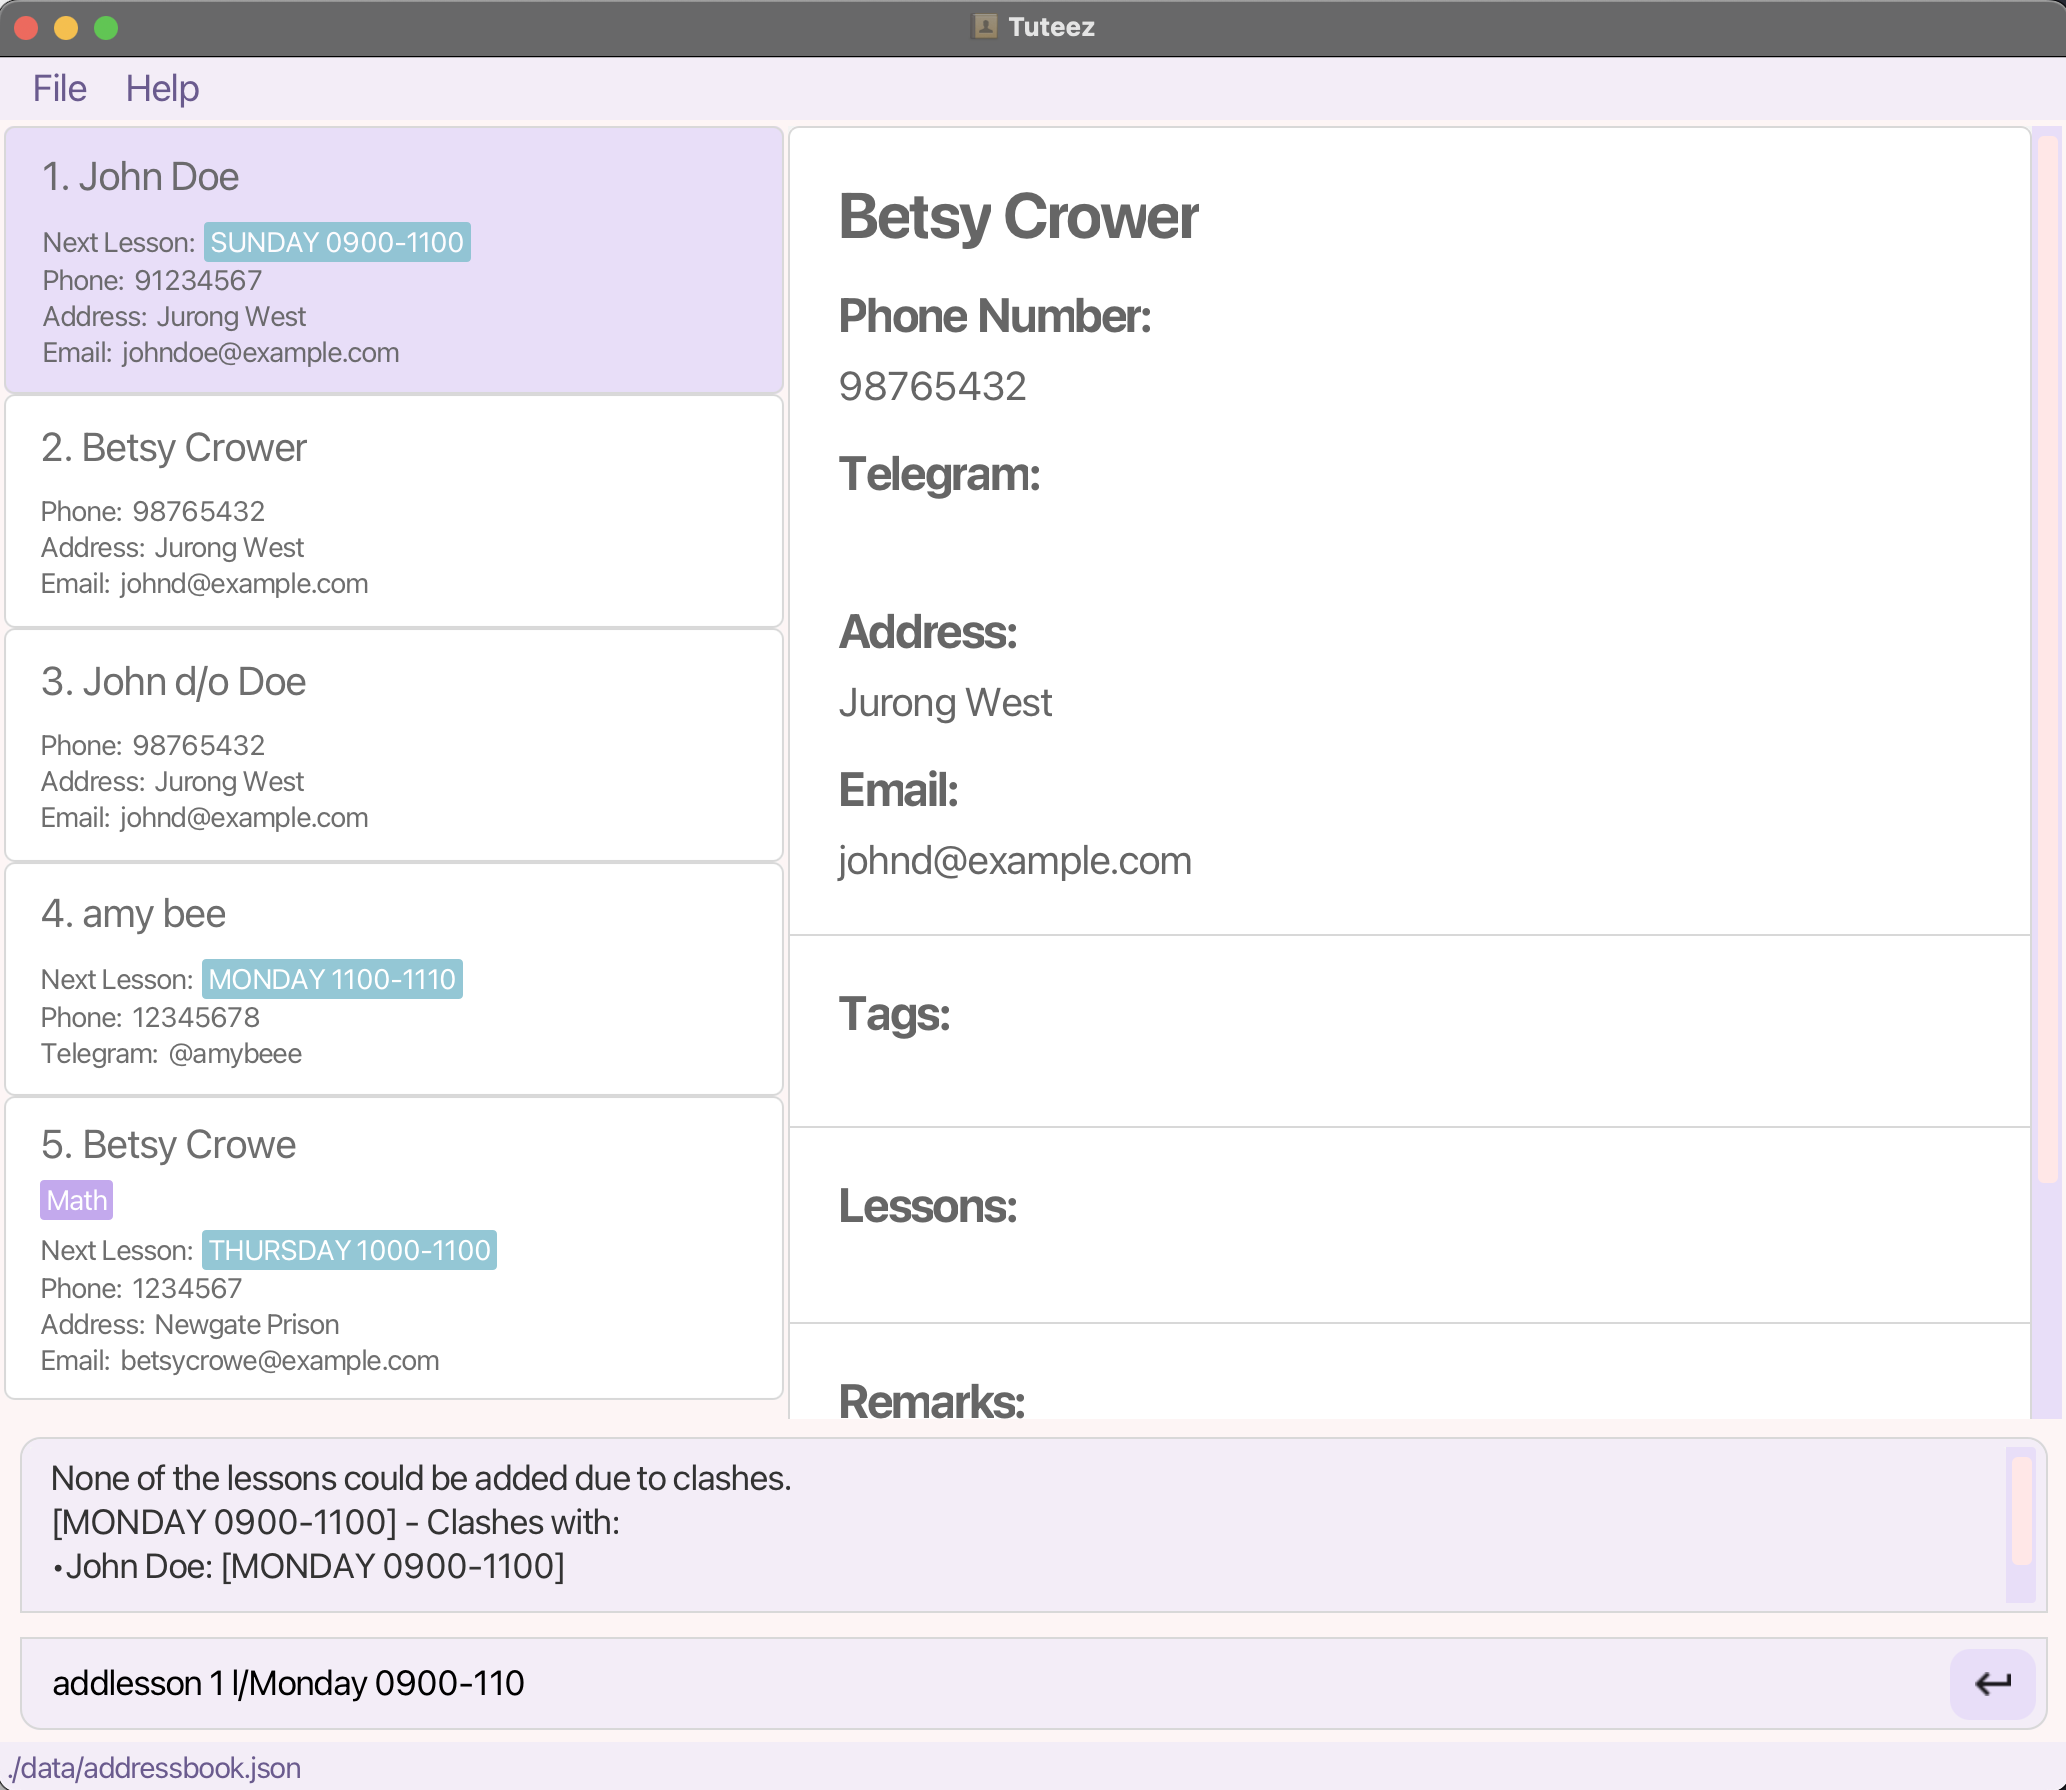 Tuteez
File Help
1. John Doe
Next Lesson: SUNDAY 0900-1100
Phone: 91234567
Address: Jurong West
Email: johndoe@example.com
2. Betsy Crower
Phone: 98765432
Address: Jurong West
Email: johnd@example.com
3. John d/o Doe
Phone: 98765432
Address: Jurong West
Email: johnd@example.com
4. amy bee
Next Lesson: MONDAY 1100-1110
Phone: 12345678
Telegram: @amybeee
5. Betsy Crowe
Math
Next Lesson: THURSDAY 1000-1100
Phone: 1234567
Address: Newgate Prison
Email: betsycrowe@example.com
Betsy Crower
Phone Number:
98765432
Telegram:
Address:
Jurong West
Email:
johnd@example.com
Tags:
Lessons:
Remarks:
None of the lessons could be added due to clashes.
[MONDAY 0900-1100] - Clashes with:
•John Doe: [MONDAY 0900-1100]
addlesson 1 l/Monday 0900-110
./data/addressbook.json